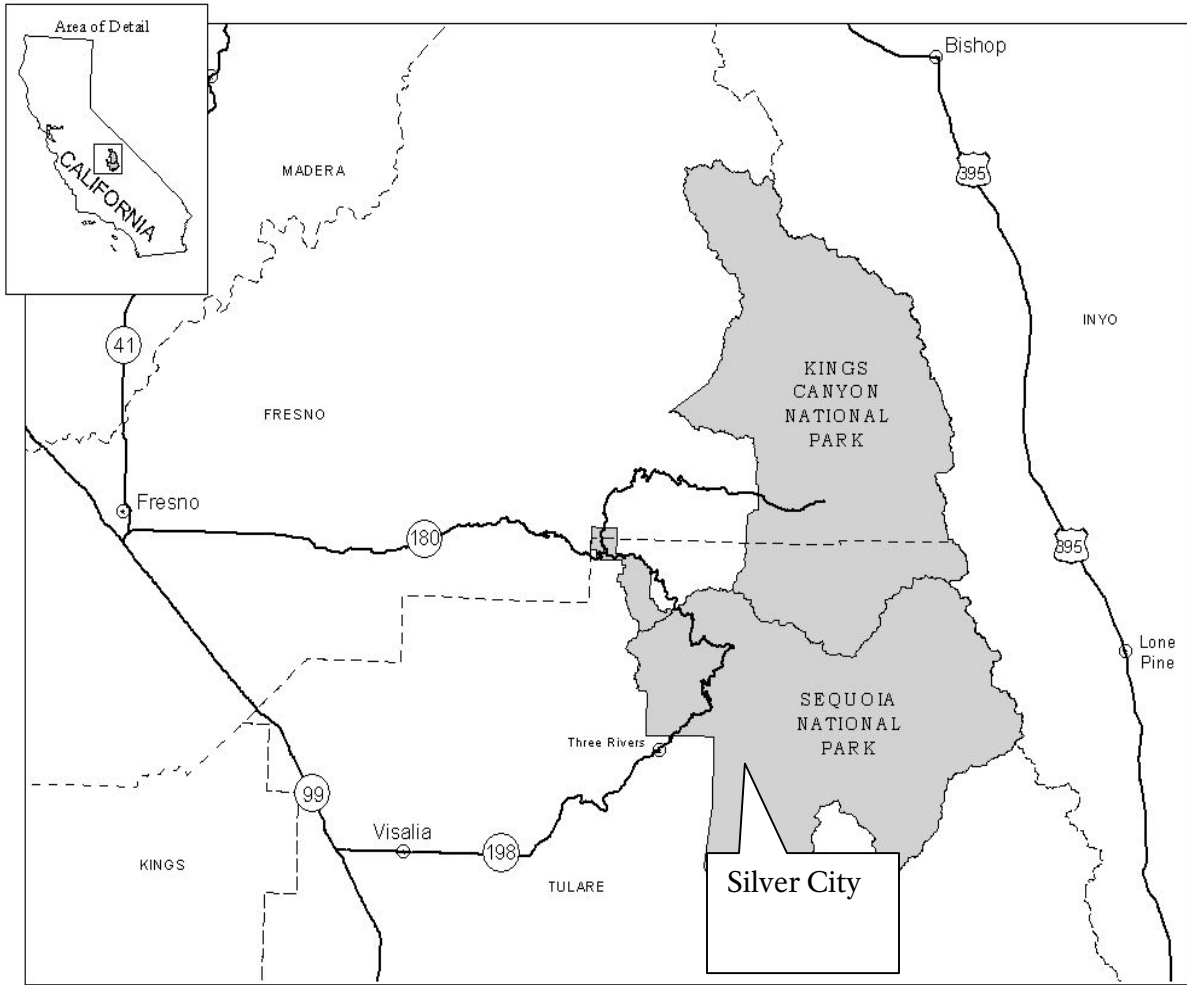 Area of Detail
CALIFORNIA
Bishop
395
MADERA
INYO
41
KINGS
CANYON
NATIONAL
PARK
FRESNO
Fresno
180
395
Lone
Pine
SEQUOIA
NATIONAL
PARK
Three Rivers
99
Visalia
198
KINGS
TULARE
Silver City